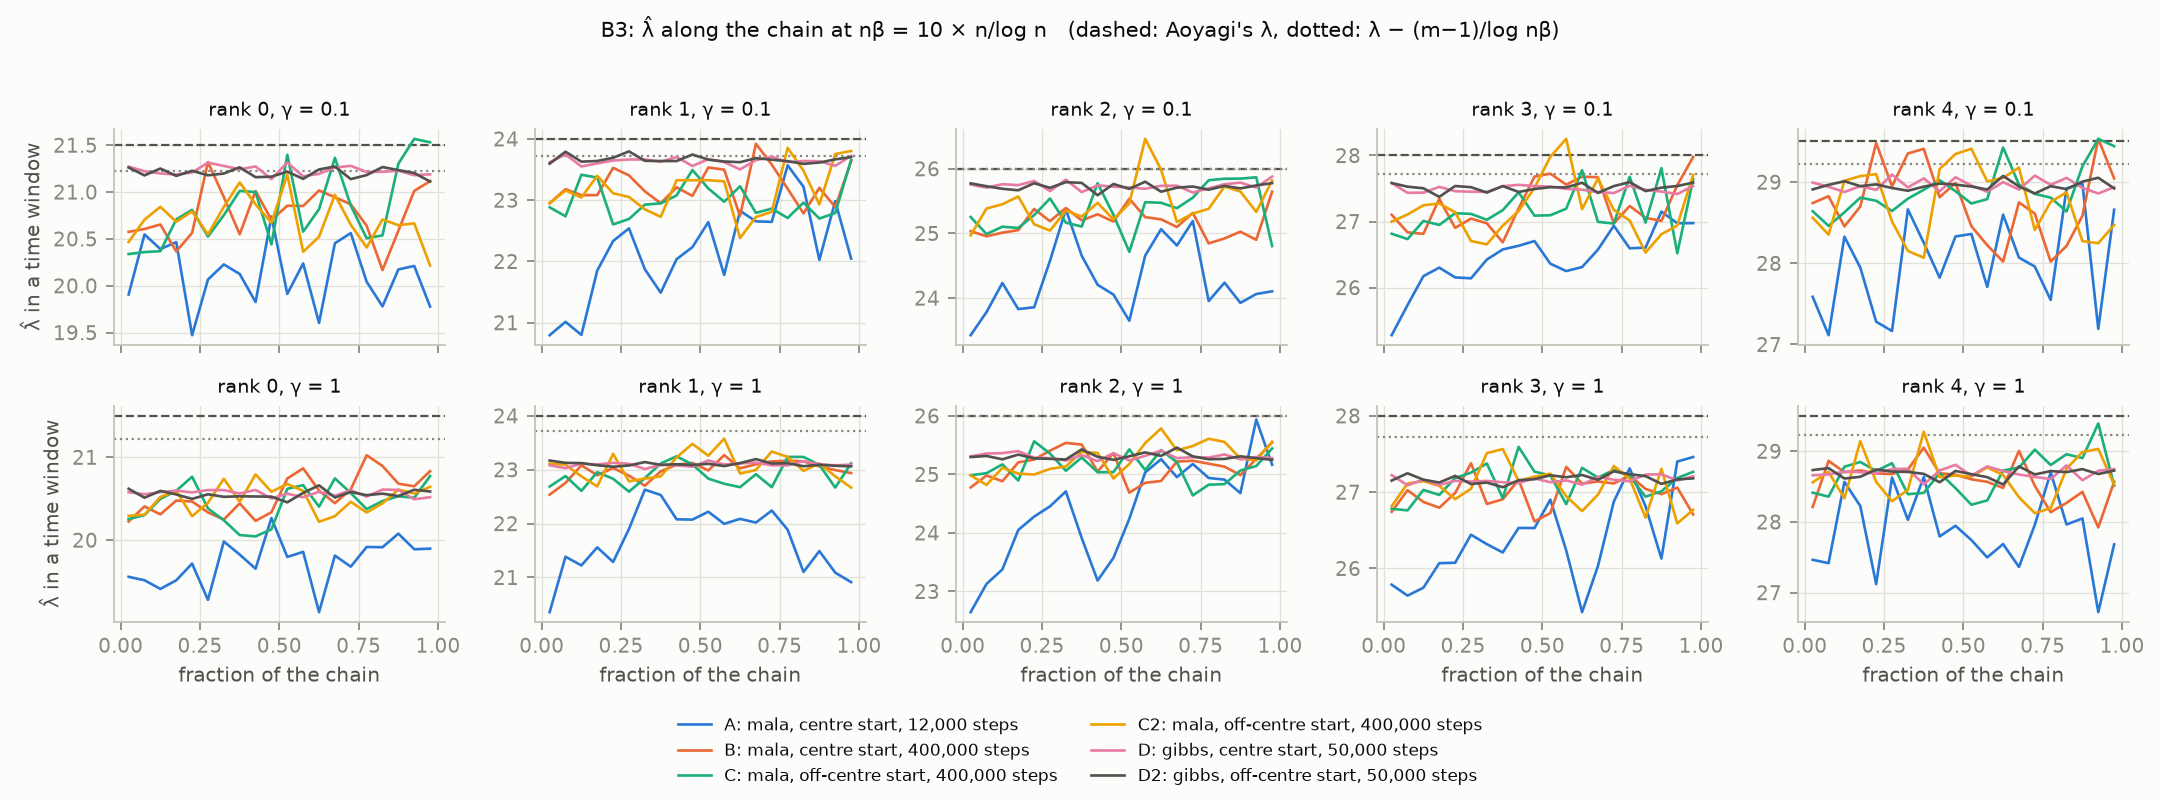 B3: λ̂ along the chain at nβ = 10 × n/log n (dashed: Aoyagi's λ, dotted: λ − (m−1)/log nβ)
rank 0, γ = 0.1
rank 1, γ = 0.1
rank 2, γ = 0.1
rank 3, γ = 0.1
rank 4, γ = 0.1
λ̂ in a time window
21.5
21.0
20.5
20.0
19.5
24
23
22
21
26
25
24
28
27
26
29
28
27
rank 0, γ = 1
rank 1, γ = 1
rank 2, γ = 1
rank 3, γ = 1
rank 4, γ = 1
λ̂ in a time window
21
20
24
23
22
21
26
25
24
23
28
27
26
29
28
27
0.00 0.25 0.50 0.75 1.00
0.00 0.25 0.50 0.75 1.00
0.00 0.25 0.50 0.75 1.00
0.00 0.25 0.50 0.75 1.00
0.00 0.25 0.50 0.75 1.00
fraction of the chain
fraction of the chain
fraction of the chain
fraction of the chain
fraction of the chain
A: mala, centre start, 12,000 steps
B: mala, centre start, 400,000 steps
C: mala, off-centre start, 400,000 steps
C2: mala, off-centre start, 400,000 steps
D: gibbs, centre start, 50,000 steps
D2: gibbs, off-centre start, 50,000 steps